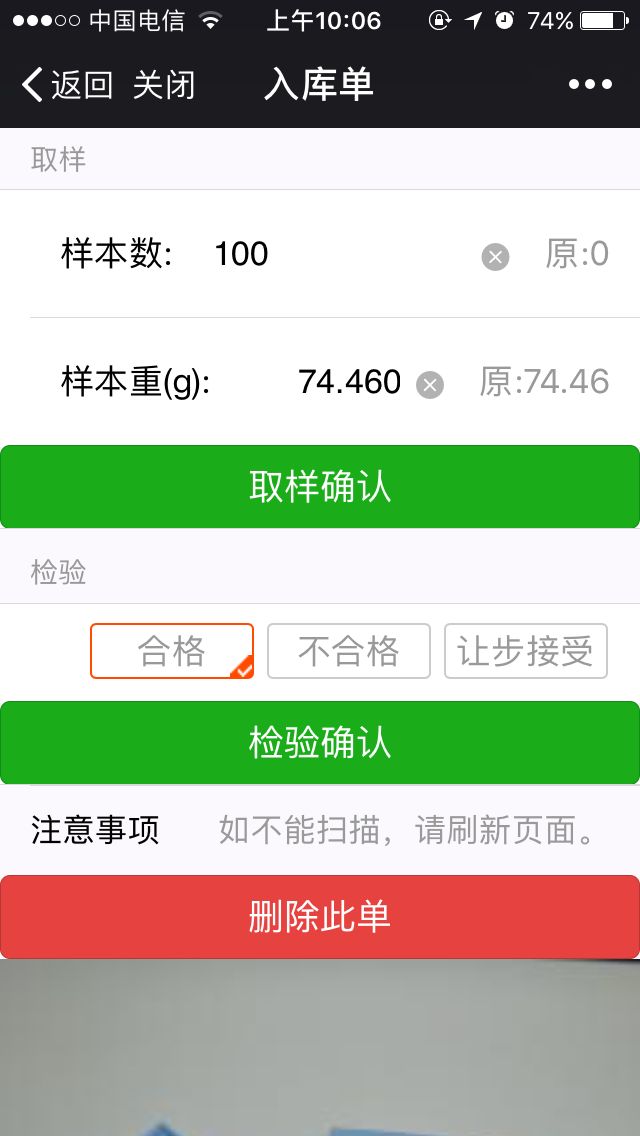 中国电信 上午10:06 74%
返回 关闭 入库单
取样
样本数: 100 原:0
样本重(g): 74.460 原:74.46
取样确认
检验
合格 不合格 让步接受
检验确认
注意事项 如不能扫描，请刷新页面。
删除此单